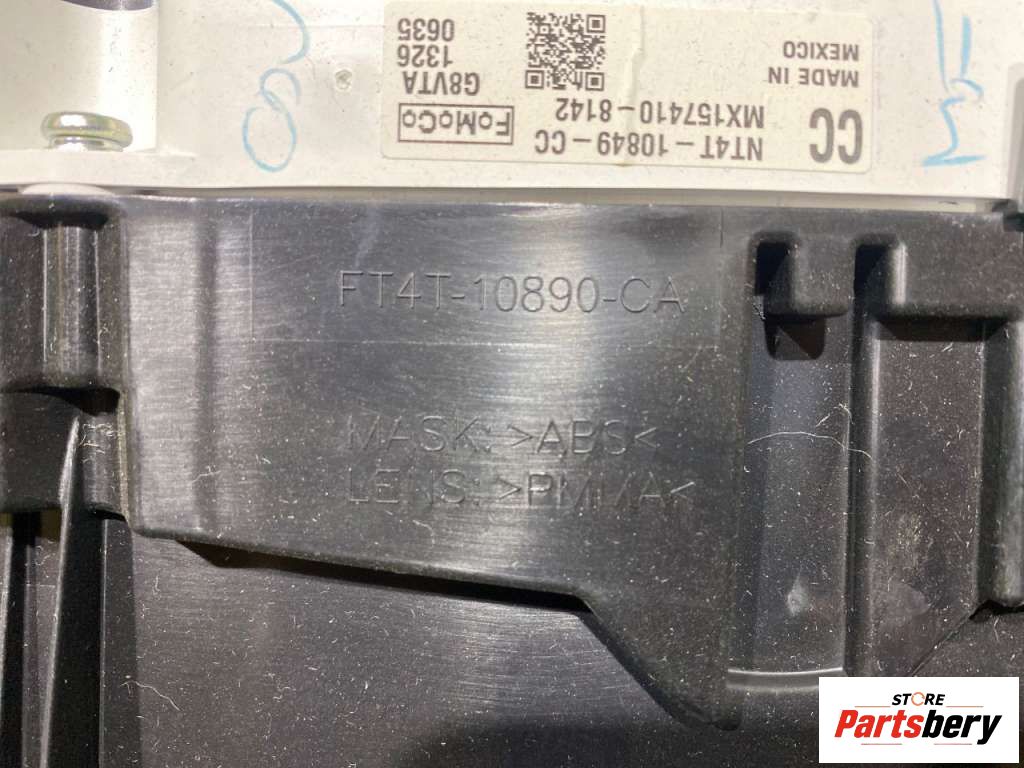 CC
NT4T-10849-CC
MX157410-8142
MADE IN
MEXICO
FoMoCo
G8VTA
1326
0635
FT4T-10890-CA
MASK: >ABS<
LENS: >PMMA<
STORE
Partsbery